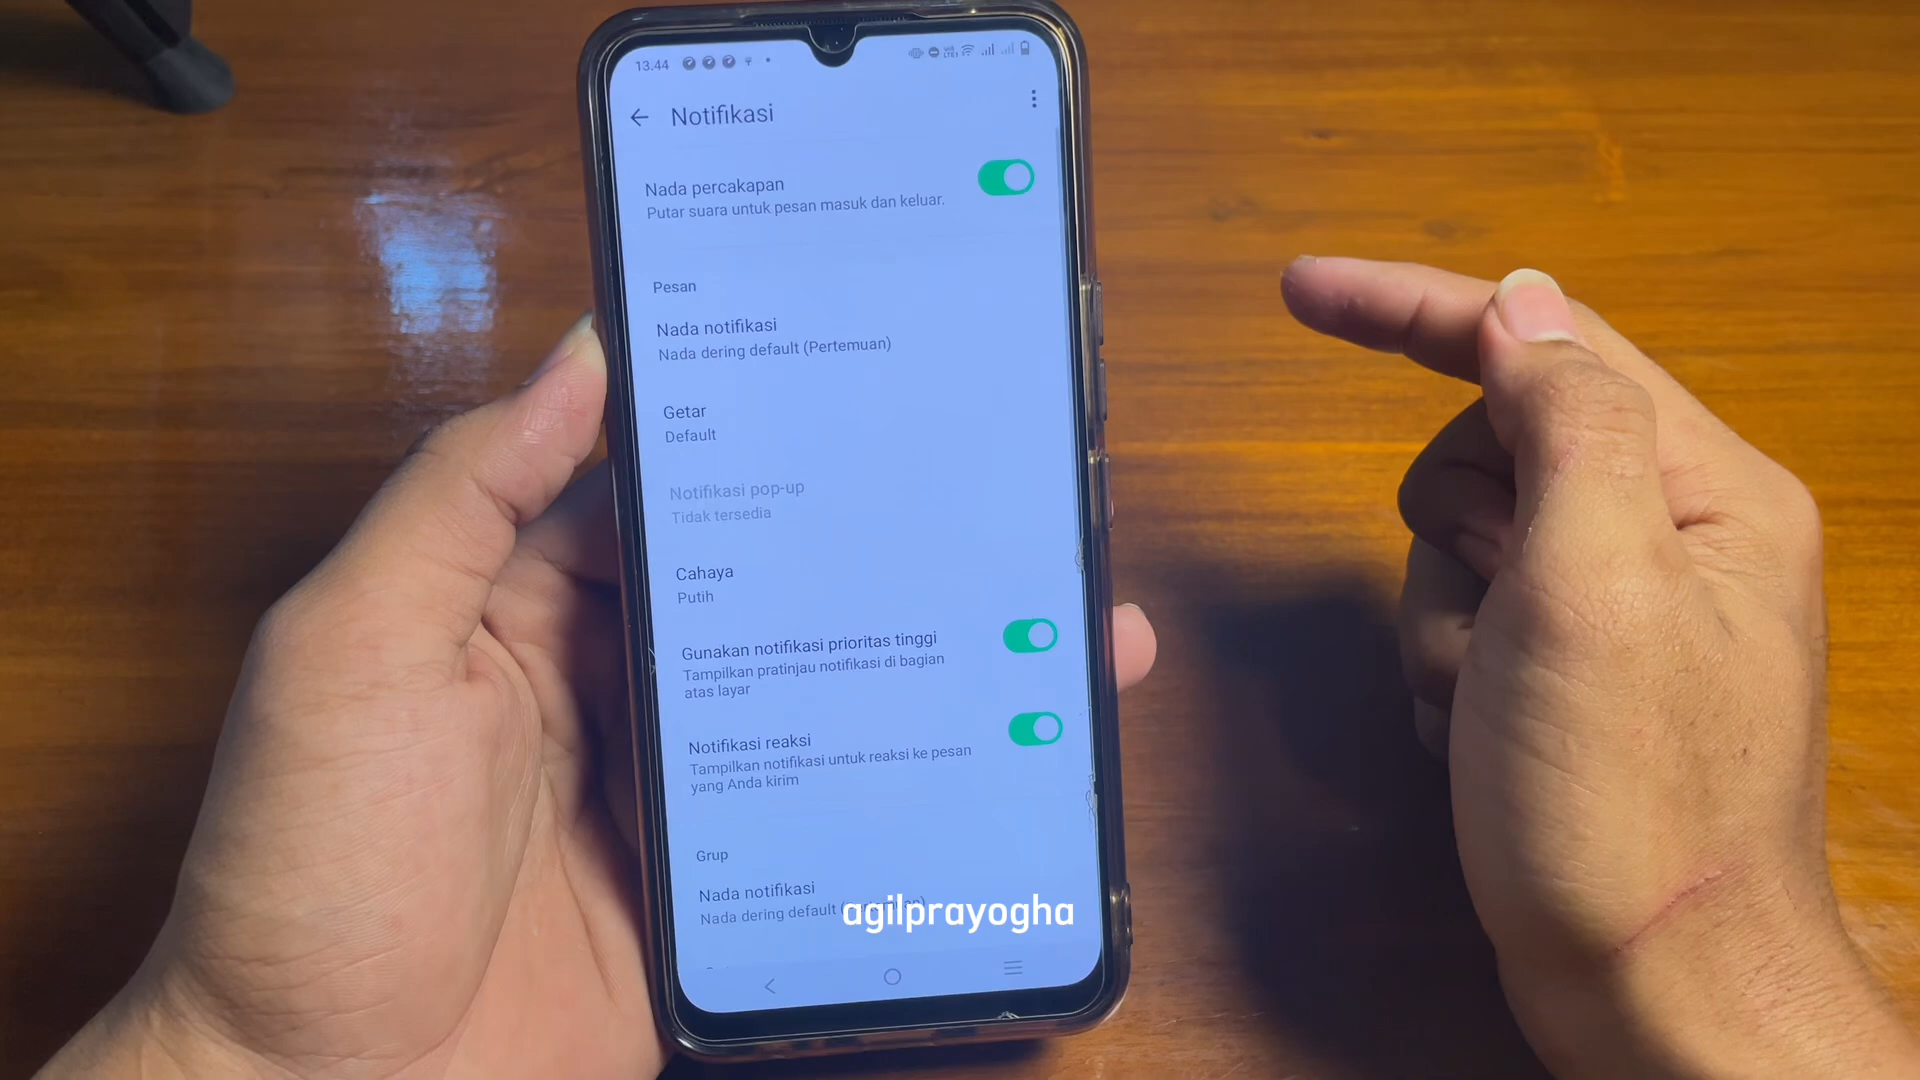 13.44
Notifikasi
Nada percakapan
Putar suara untuk pesan masuk dan keluar.
Pesan
Nada notifikasi
Nada dering default (Pertemuan)
Getar
Default
Notifikasi pop-up
Tidak tersedia
Cahaya
Putih
Gunakan notifikasi prioritas tinggi
Tampilkan pratinjau notifikasi di bagian
atas layar
Notifikasi reaksi
Tampilkan notifikasi untuk reaksi ke pesan
yang Anda kirim
Grup
Nada notifikasi
Nada dering default
agilprayogha